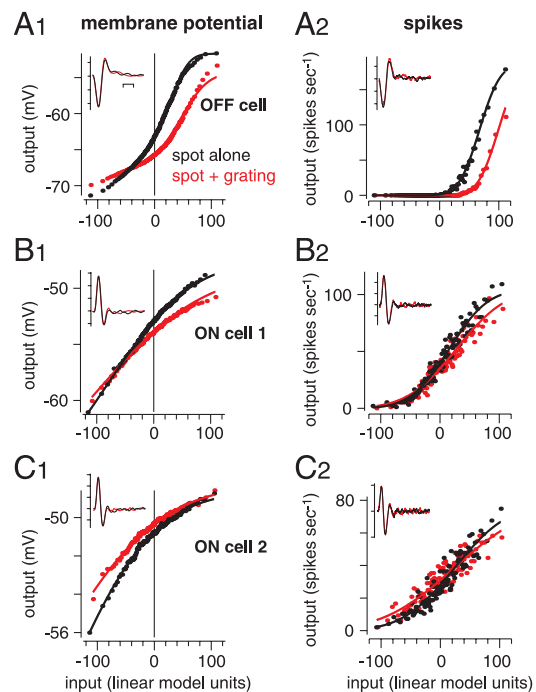 membrane potential
spikes
A1
OFF cell
spot alone
spot + grating
output (mV)
-60
-70
-100 0 100
A2
output (spikes sec⁻¹)
100
0
-100 0 100
B1
ON cell 1
output (mV)
-50
-60
-100 0 100
B2
output (spikes sec⁻¹)
100
0
-100 0 100
C1
ON cell 2
output (mV)
-50
-56
-100 0 100
input (linear model units)
C2
output (spikes sec⁻¹)
80
0
-100 0 100
input (linear model units)